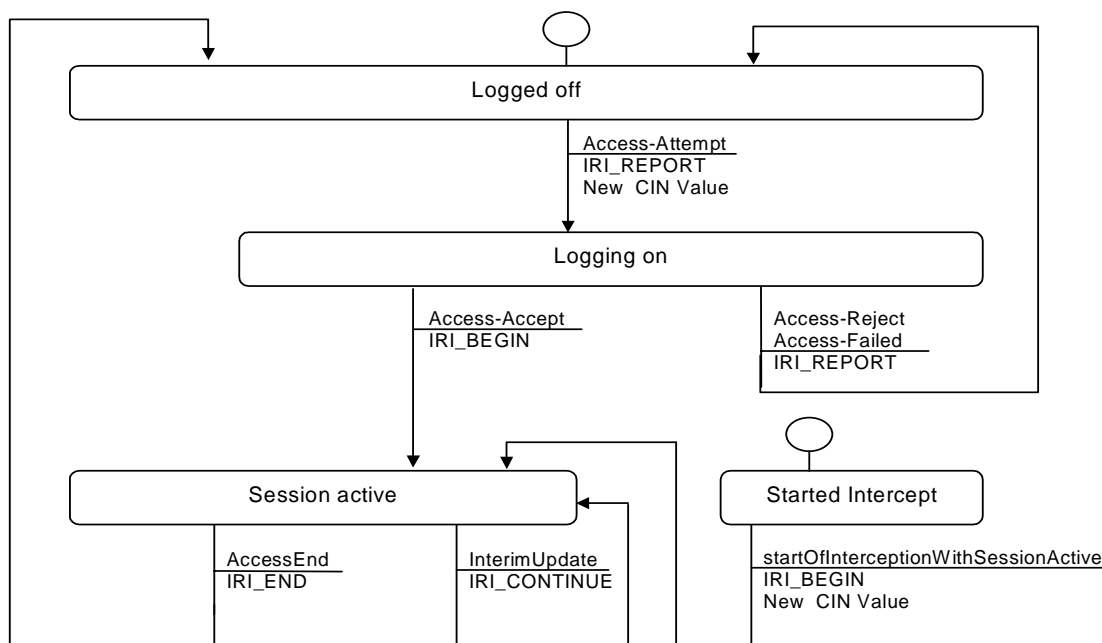 Logged off
Access-Attempt
IRI_REPORT
New CIN Value
Logging on
Access-Accept
IRI_BEGIN
Access-Reject
Access-Failed
IRI_REPORT
Session active
Started Intercept
AccessEnd
IRI_END
InterimUpdate
IRI_CONTINUE
startOfInterceptionWithSessionActive
IRI_BEGIN
New CIN Value